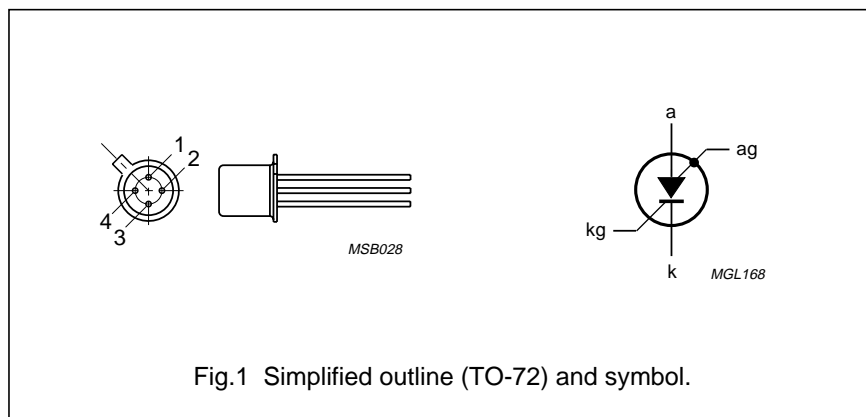 1
2
4
3
MSB028
a
ag
kg
k
MGL168
Fig.1 Simplified outline (TO-72) and symbol.